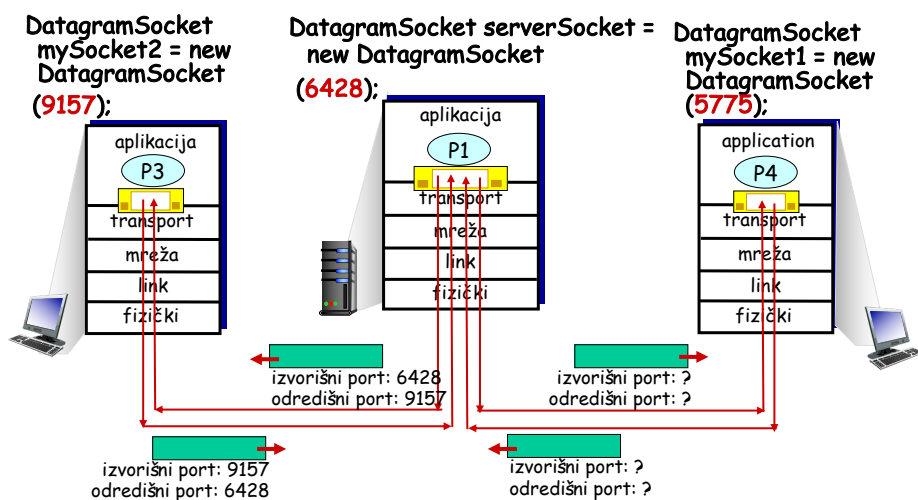 DatagramSocket
mySocket2 = new
DatagramSocket
(9157);
DatagramSocket serverSocket =
new DatagramSocket
(6428);
DatagramSocket
mySocket1 = new
DatagramSocket
(5775);
aplikacija
P3
transport
mreža
link
fizički
aplikacija
P1
transport
mreža
link
fizički
application
P4
transport
mreža
link
fizički
izvorišni port: 6428
odredišni port: 9157
izvorišni port: ?
odredišni port: ?
izvorišni port: 9157
odredišni port: 6428
izvorišni port: ?
odredišni port: ?